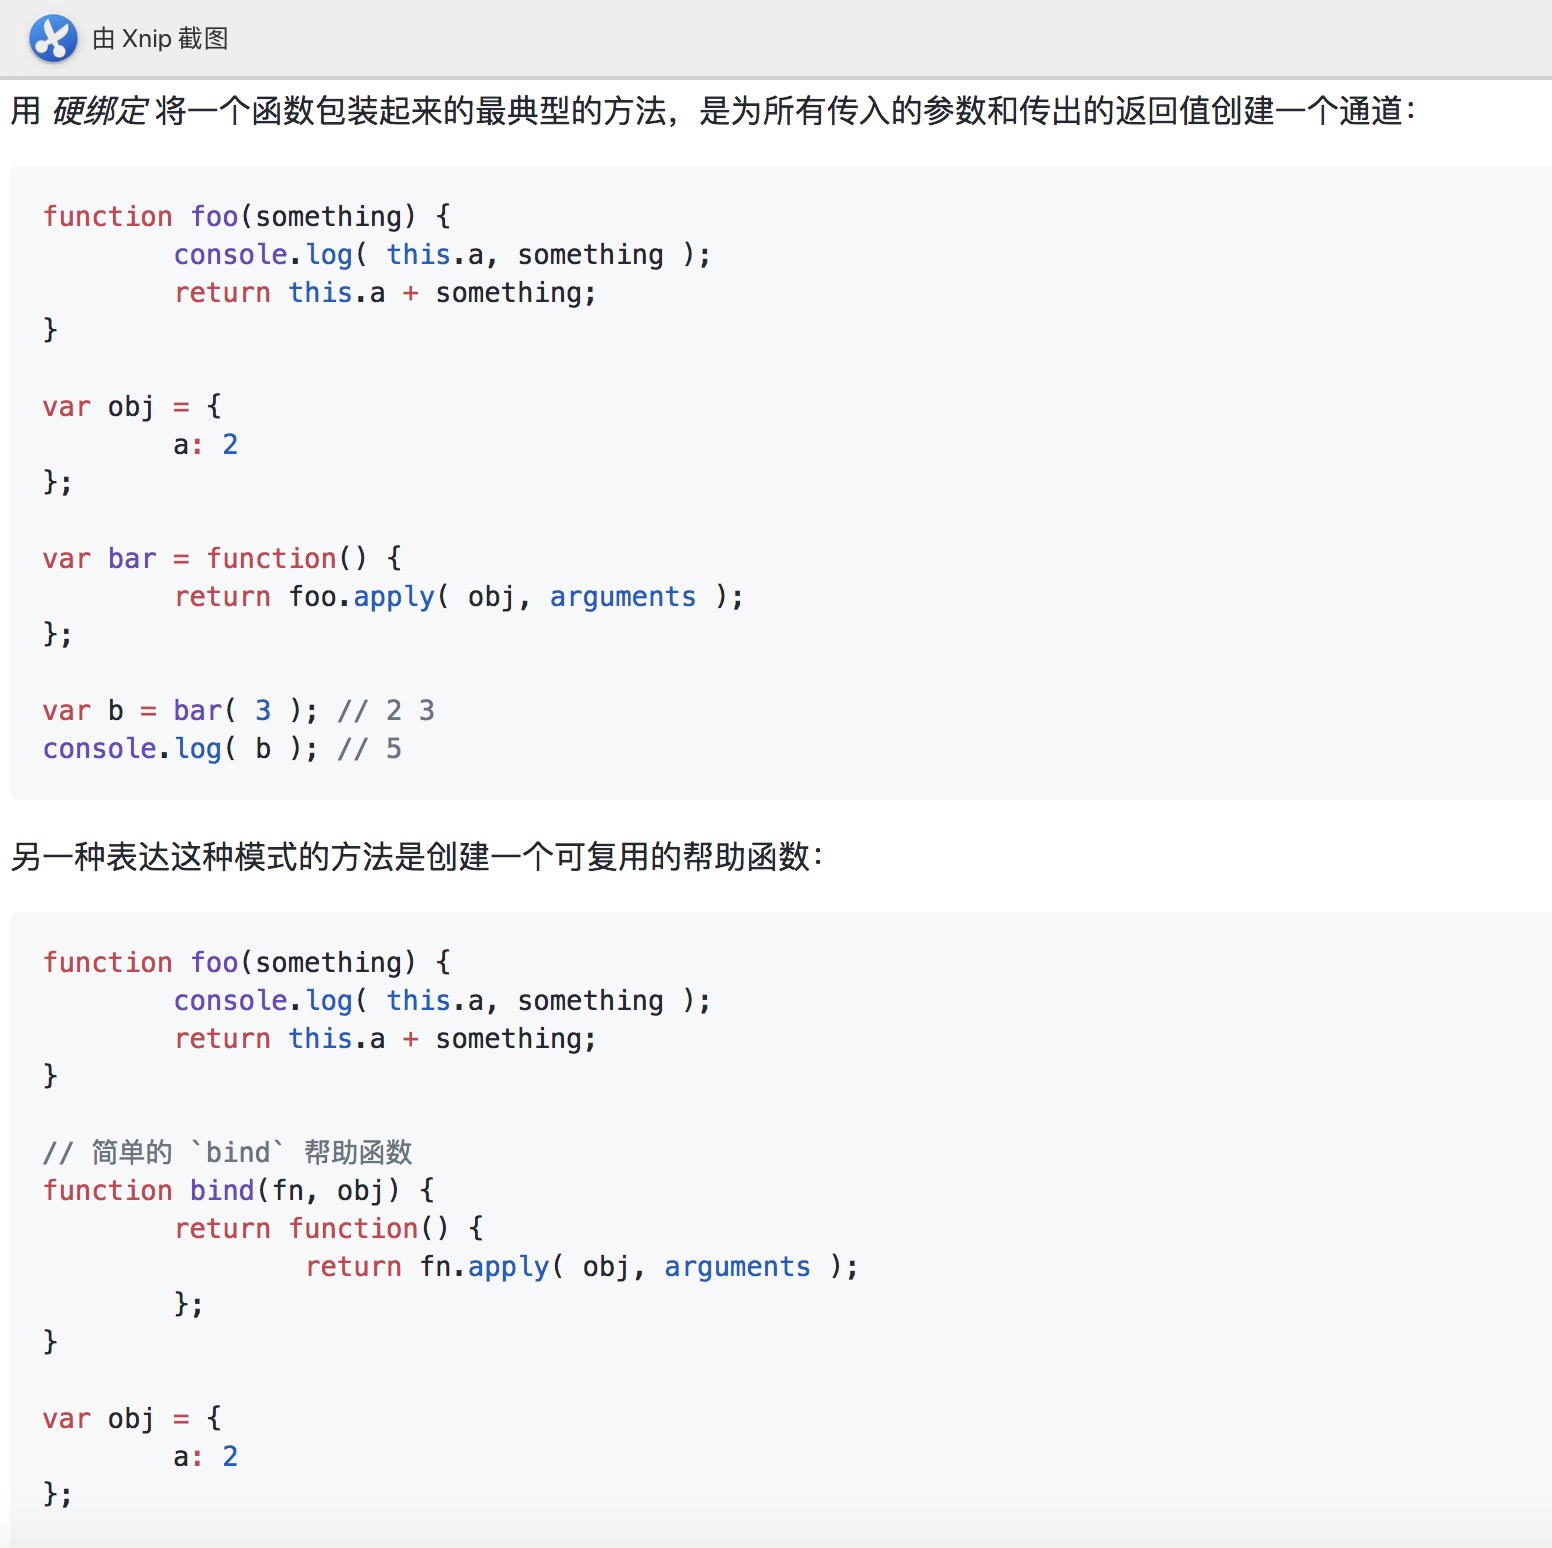 由 Xnip 截图
用 硬绑定 将一个函数包装起来的最典型的方法，是为所有传入的参数和传出的返回值创建一个通道：
function foo(something) {
        console.log( this.a, something );
        return this.a + something;
}
var obj = {
        a: 2
};
var bar = function() {
        return foo.apply( obj, arguments );
};
var b = bar( 3 ); // 2 3
console.log( b ); // 5
另一种表达这种模式的方法是创建一个可复用的帮助函数：
function foo(something) {
        console.log( this.a, something );
        return this.a + something;
}
// 简单的 `bind` 帮助函数
function bind(fn, obj) {
        return function() {
                return fn.apply( obj, arguments );
        };
}
var obj = {
        a: 2
};